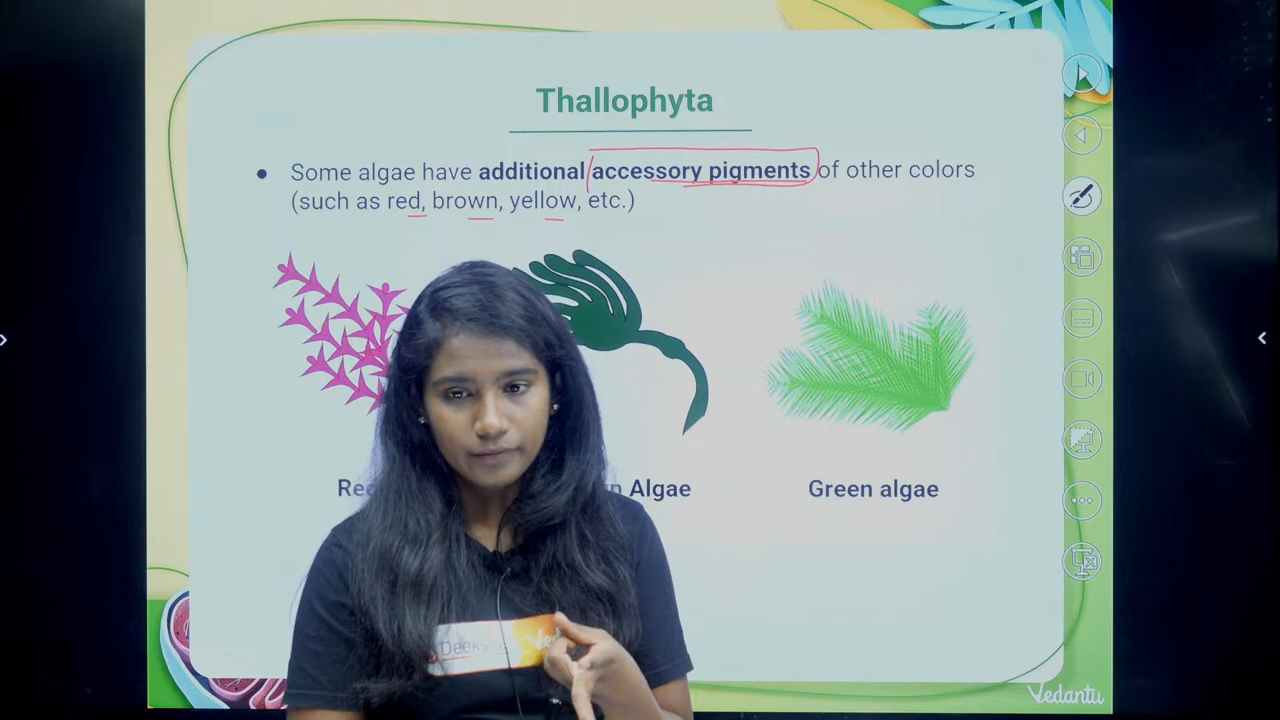 Thallophyta
● Some algae have additional accessory pigments of other colors
(such as red, brown, yellow, etc.)
Algae
Green algae
Vedantu